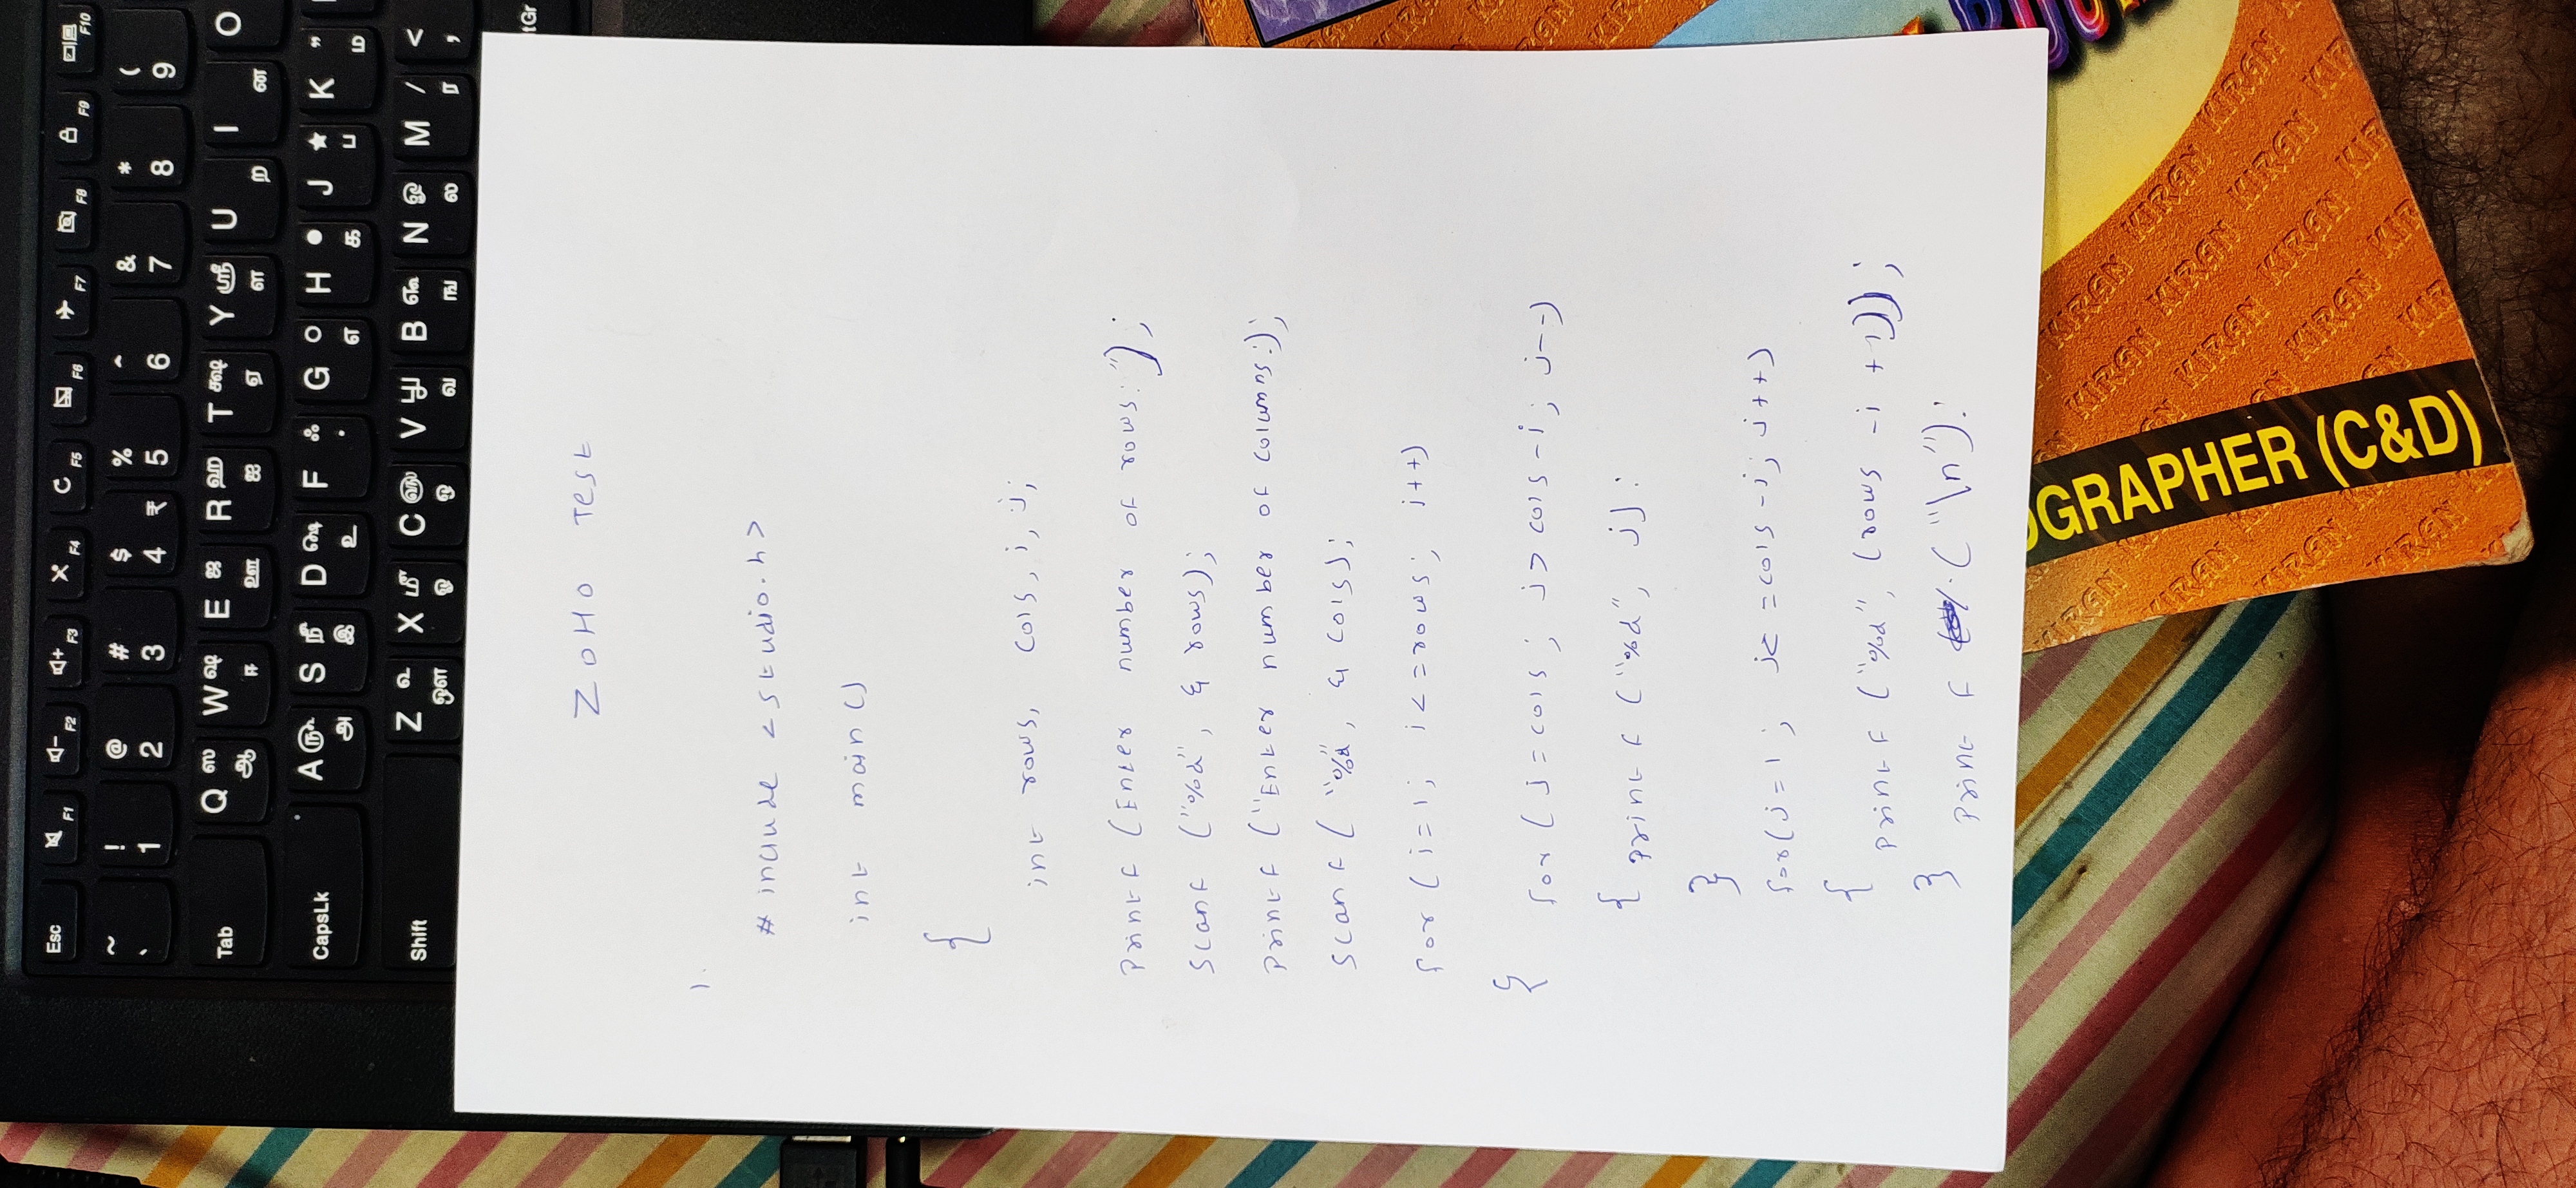 Esc F1 F2 F3 F4 F5 F6 F7 F8 F9 F10
~ ! @ # $ % ^ & * (
` 1 2 3 4 ₹ 5 6 7 8 9
Tab Q ஸ W ஷ E ஜ R ஹ T க்ஷ Y ஸ்ரீ U I O
ஆ ஈ ஊ ஐ ஏ ள ற ன
CapsLk A S D F G H J K "
அ இ உ எ க ப ம
Shift Z X C V B N M / <
ஔ ஓ ஒ வ ங ல ர ,
tGr
ZOHO Test
1.
# include <studio.h>
int main()
{
int rows, cols, i, j;
Printf (Enter number of rows:");
Scanf ("%d", & rows);
Printf ("Enter number of columns:);
Scanf ( "%d", & cols);
for ( i=1; i<=rows; i++)
{
for ( j=cols; j> cols-i; j--)
{ printf ("%d", j):
}
for(j=1; j<=cols-i; j++)
{
Printf ("%d", (rows -i +1));
}
Printf ("\n"):
OGRAPHER (C&D)
KIRAN KIRAN KIRAN KIRAN KIRAN